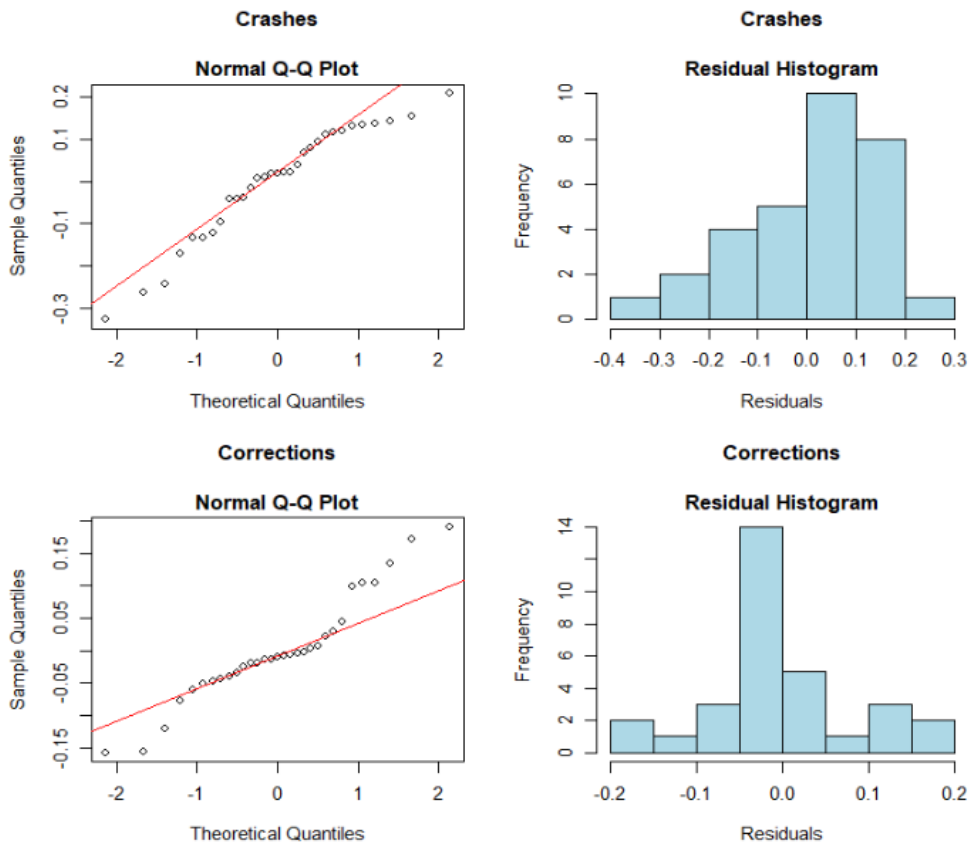 Crashes
Normal Q-Q Plot
Sample Quantiles
0.2
0.1
-0.1
-0.3
-2
-1
0
1
2
Theoretical Quantiles
Crashes
Residual Histogram
Frequency
10
8
6
4
2
0
-0.4
-0.3
-0.2
-0.1
0.0
0.1
0.2
0.3
Residuals
Corrections
Normal Q-Q Plot
Sample Quantiles
0.15
0.05
-0.05
-0.15
-2
-1
0
1
2
Theoretical Quantiles
Corrections
Residual Histogram
Frequency
14
10
8
6
4
2
0
-0.2
-0.1
0.0
0.1
0.2
Residuals